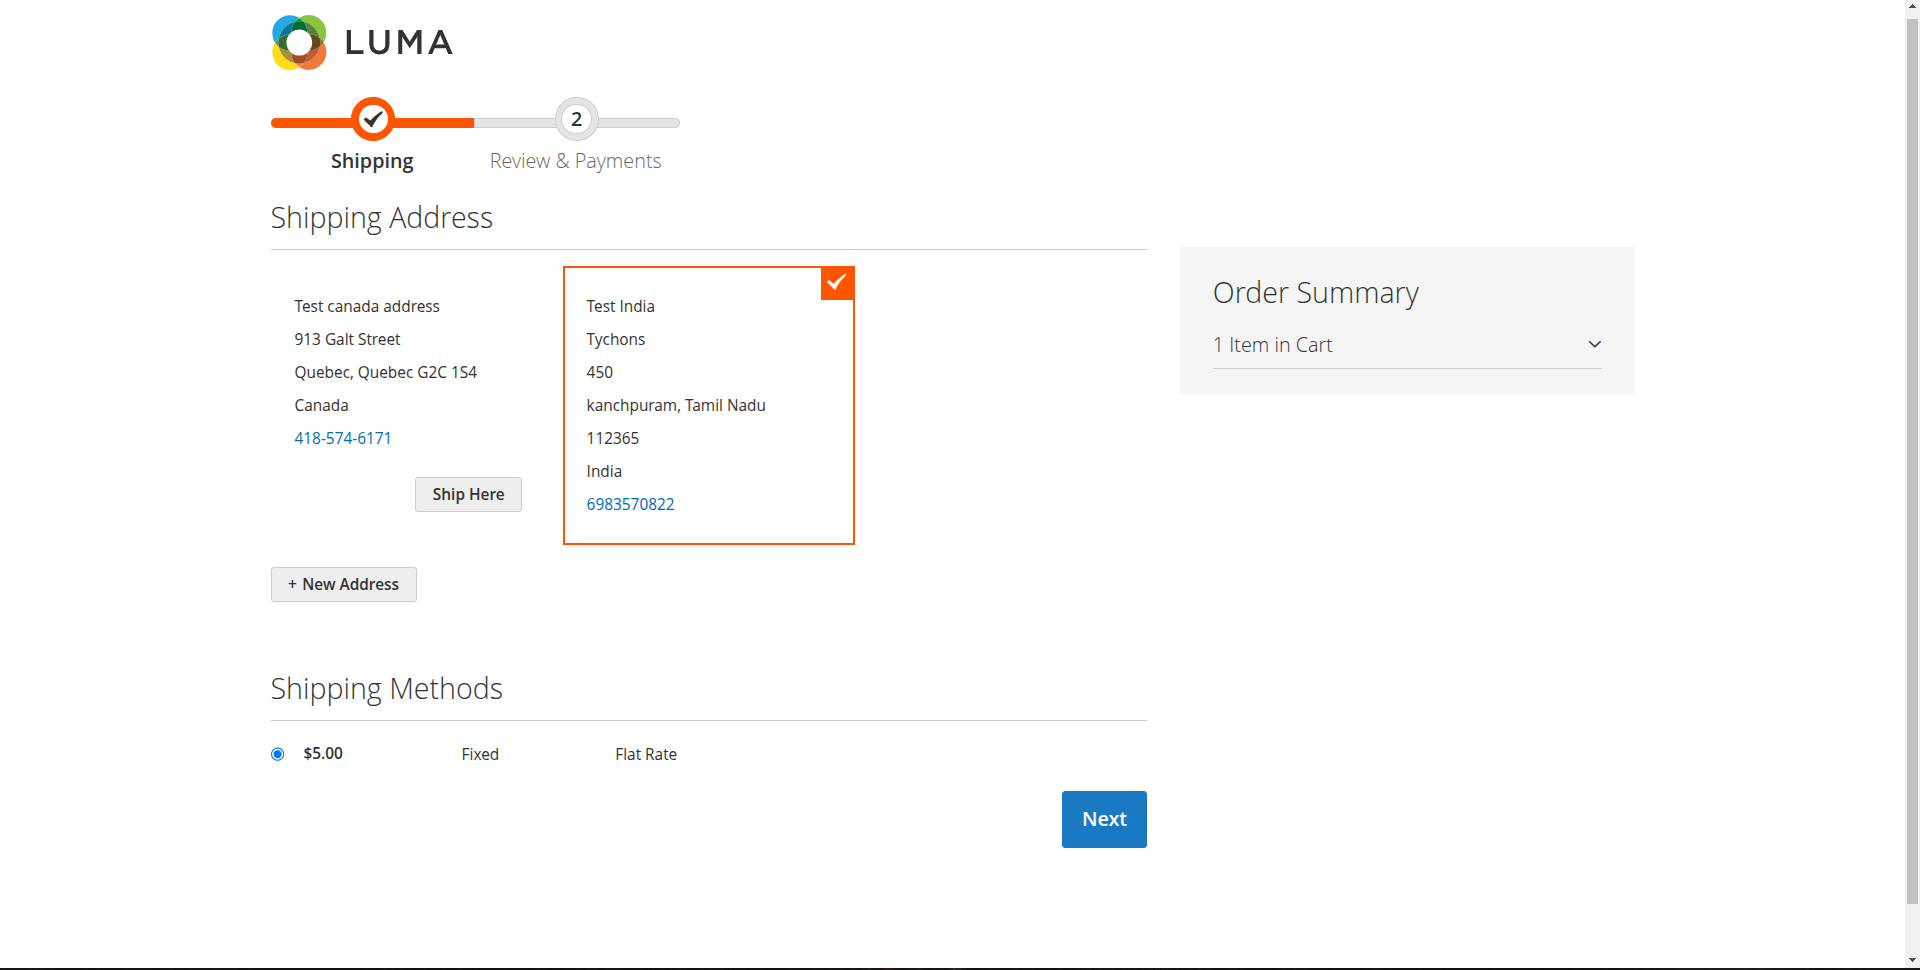 LUMA
2
Shipping
Review & Payments
Shipping Address
Test canada address
913 Galt Street
Quebec, Quebec G2C 1S4
Canada
418-574-6171
Ship Here
Test India
Tychons
450
kanchpuram, Tamil Nadu
112365
India
6983570822
+ New Address
Order Summary
1 Item in Cart
Shipping Methods
$5.00 Fixed Flat Rate
Next